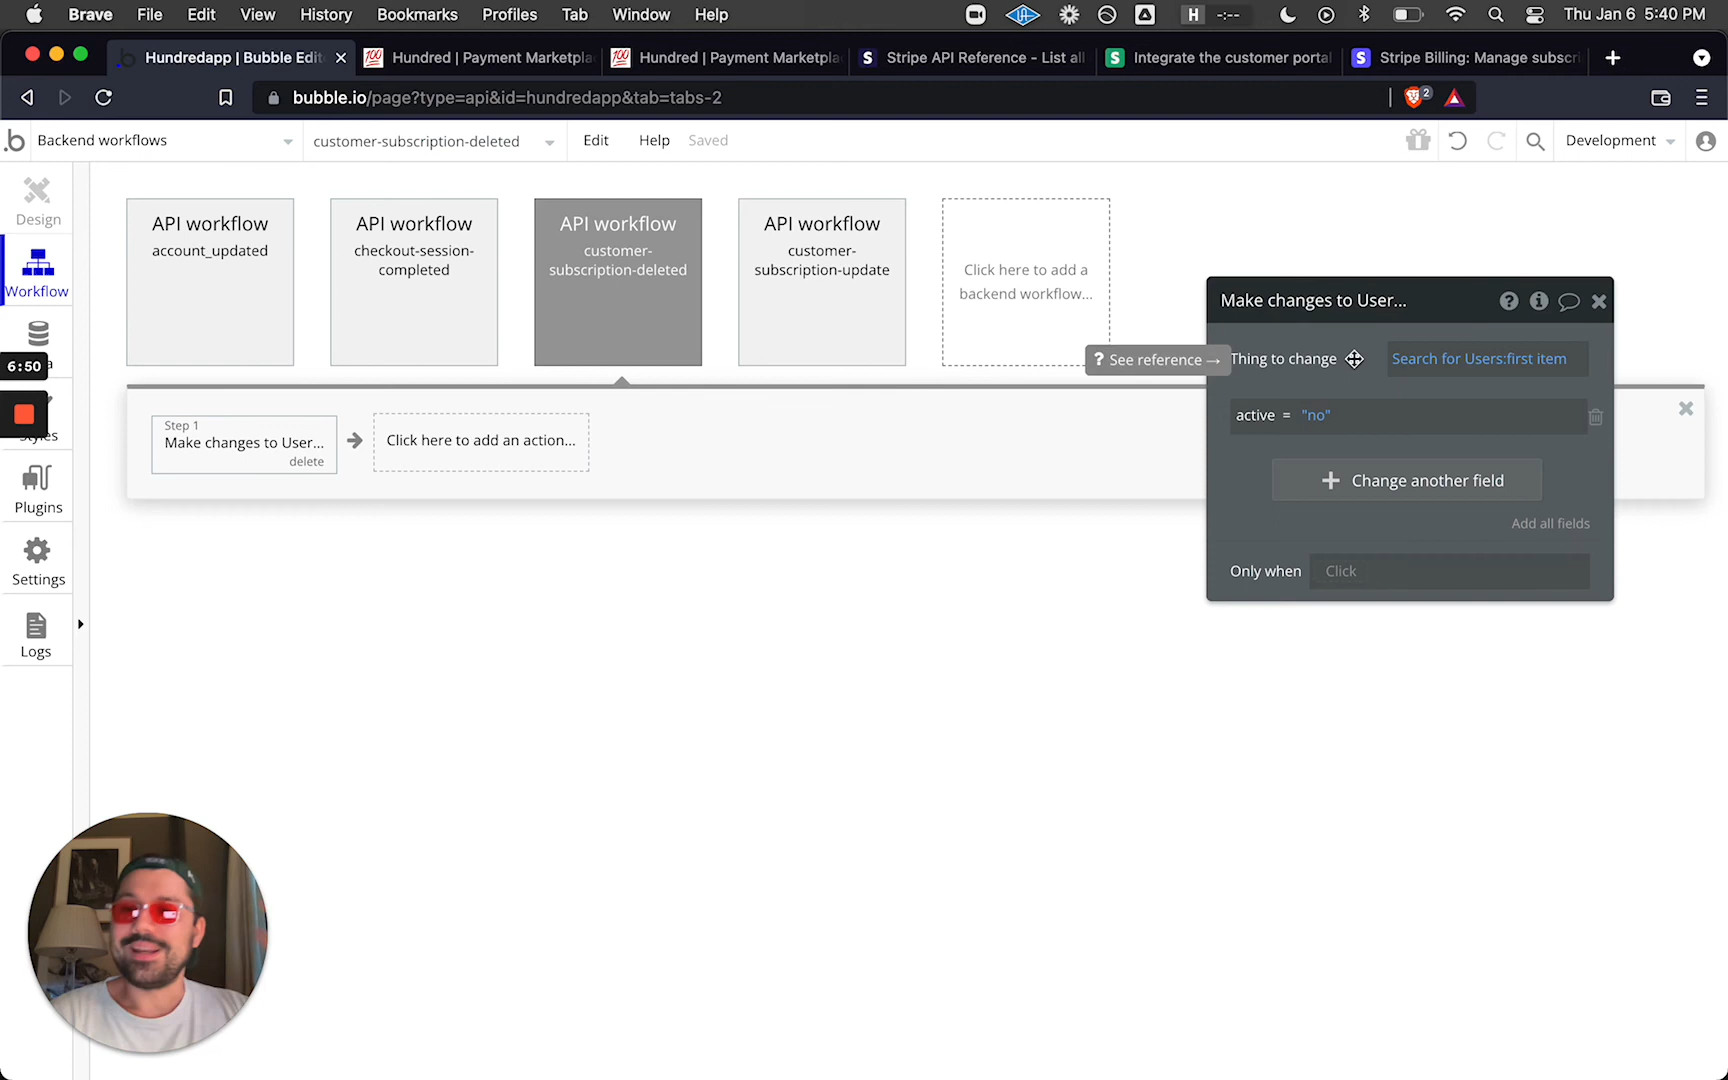 Brave File Edit View History Bookmarks Profiles Tab Window Help
H -:-- Thu Jan 6 5:40 PM
Hundredapp | Bubble Edit
Hundred | Payment Marketpla
Hundred | Payment Marketpla
Stripe API Reference - List all
Integrate the customer portal
Stripe Billing: Manage subscri
bubble.io/page?type=api&id=hundredapp&tab=tabs-2
2
.b Backend workflows customer-subscription-deleted Edit Help Saved Development
Design
Workflow
6:50
Styles
Plugins
Settings
Logs
API workflow
account_updated
API workflow
checkout-session-
completed
API workflow
customer-
subscription-deleted
API workflow
customer-
subscription-update
Click here to add a
backend workflow...
Step 1
Make changes to User...
delete
Click here to add an action...
? See reference →
Make changes to User...
Thing to change Search for Users:first item
active = "no"
+ Change another field
Add all fields
Only when Click